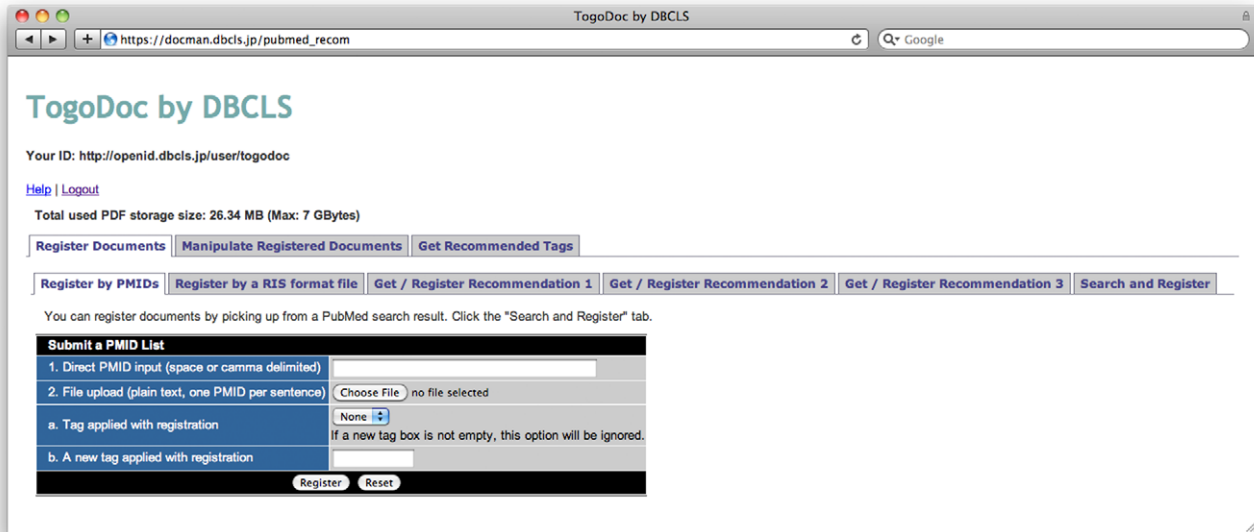 TogoDoc by DBCLS
https://docman.dbcls.jp/pubmed_recom
Google
TogoDoc by DBCLS
Your ID: http://openid.dbcls.jp/user/togodoc
Help | Logout
Total used PDF storage size: 26.34 MB (Max: 7 GBytes)
Register Documents Manipulate Registered Documents Get Recommended Tags
Register by PMIDs Register by a RIS format file Get / Register Recommendation 1 Get / Register Recommendation 2 Get / Register Recommendation 3 Search and Register
You can register documents by picking up from a PubMed search result. Click the "Search and Register" tab.
Submit a PMID List
1. Direct PMID input (space or camma delimited)
2. File upload (plain text, one PMID per sentence) Choose File no file selected
a. Tag applied with registration None
If a new tag box is not empty, this option will be ignored.
b. A new tag applied with registration
Register Reset